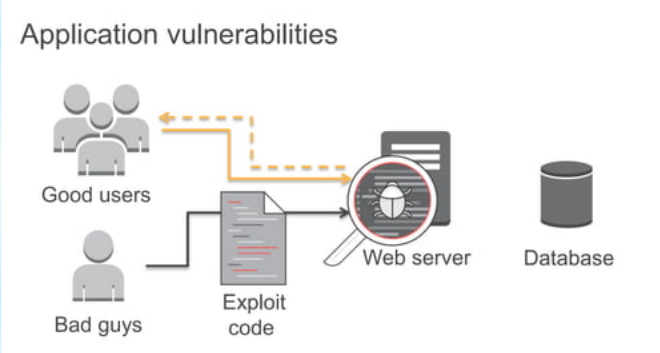 Application vulnerabilities
Good users
Web server
Database
Exploit
code
Bad guys